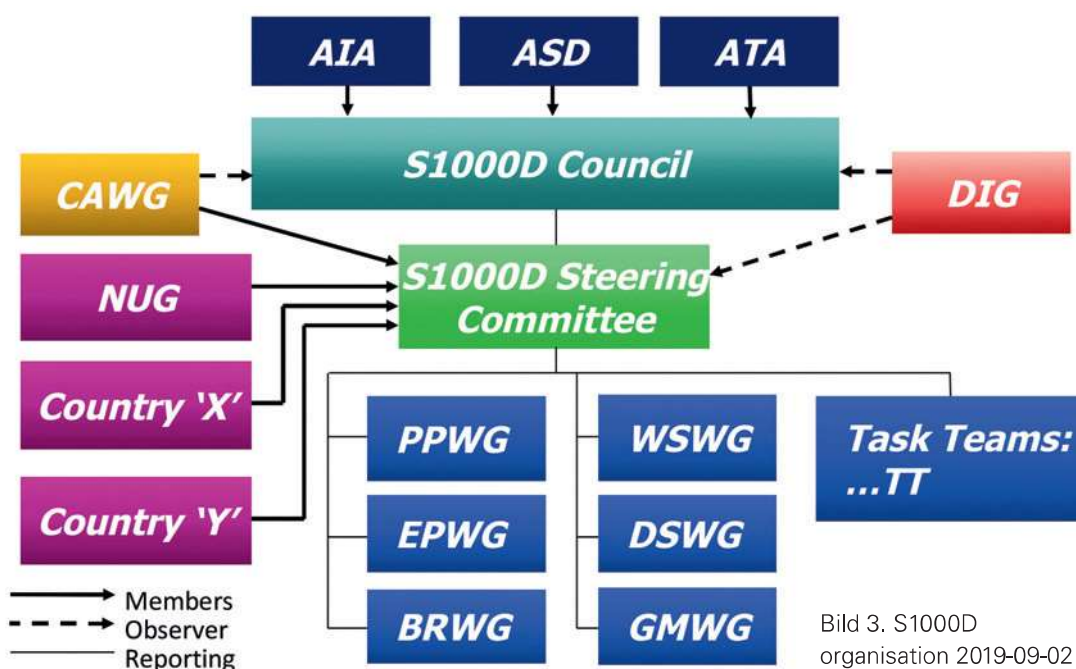 AIA
ASD
ATA
S1000D Council
CAWG
DIG
S1000D Steering
Committee
NUG
Country ‘X’
Country ‘Y’
PPWG
WSWG
Task Teams:
...TT
EPWG
DSWG
BRWG
GMWG
Members
Observer
Reporting
Bild 3. S1000D
organisation 2019-09-02